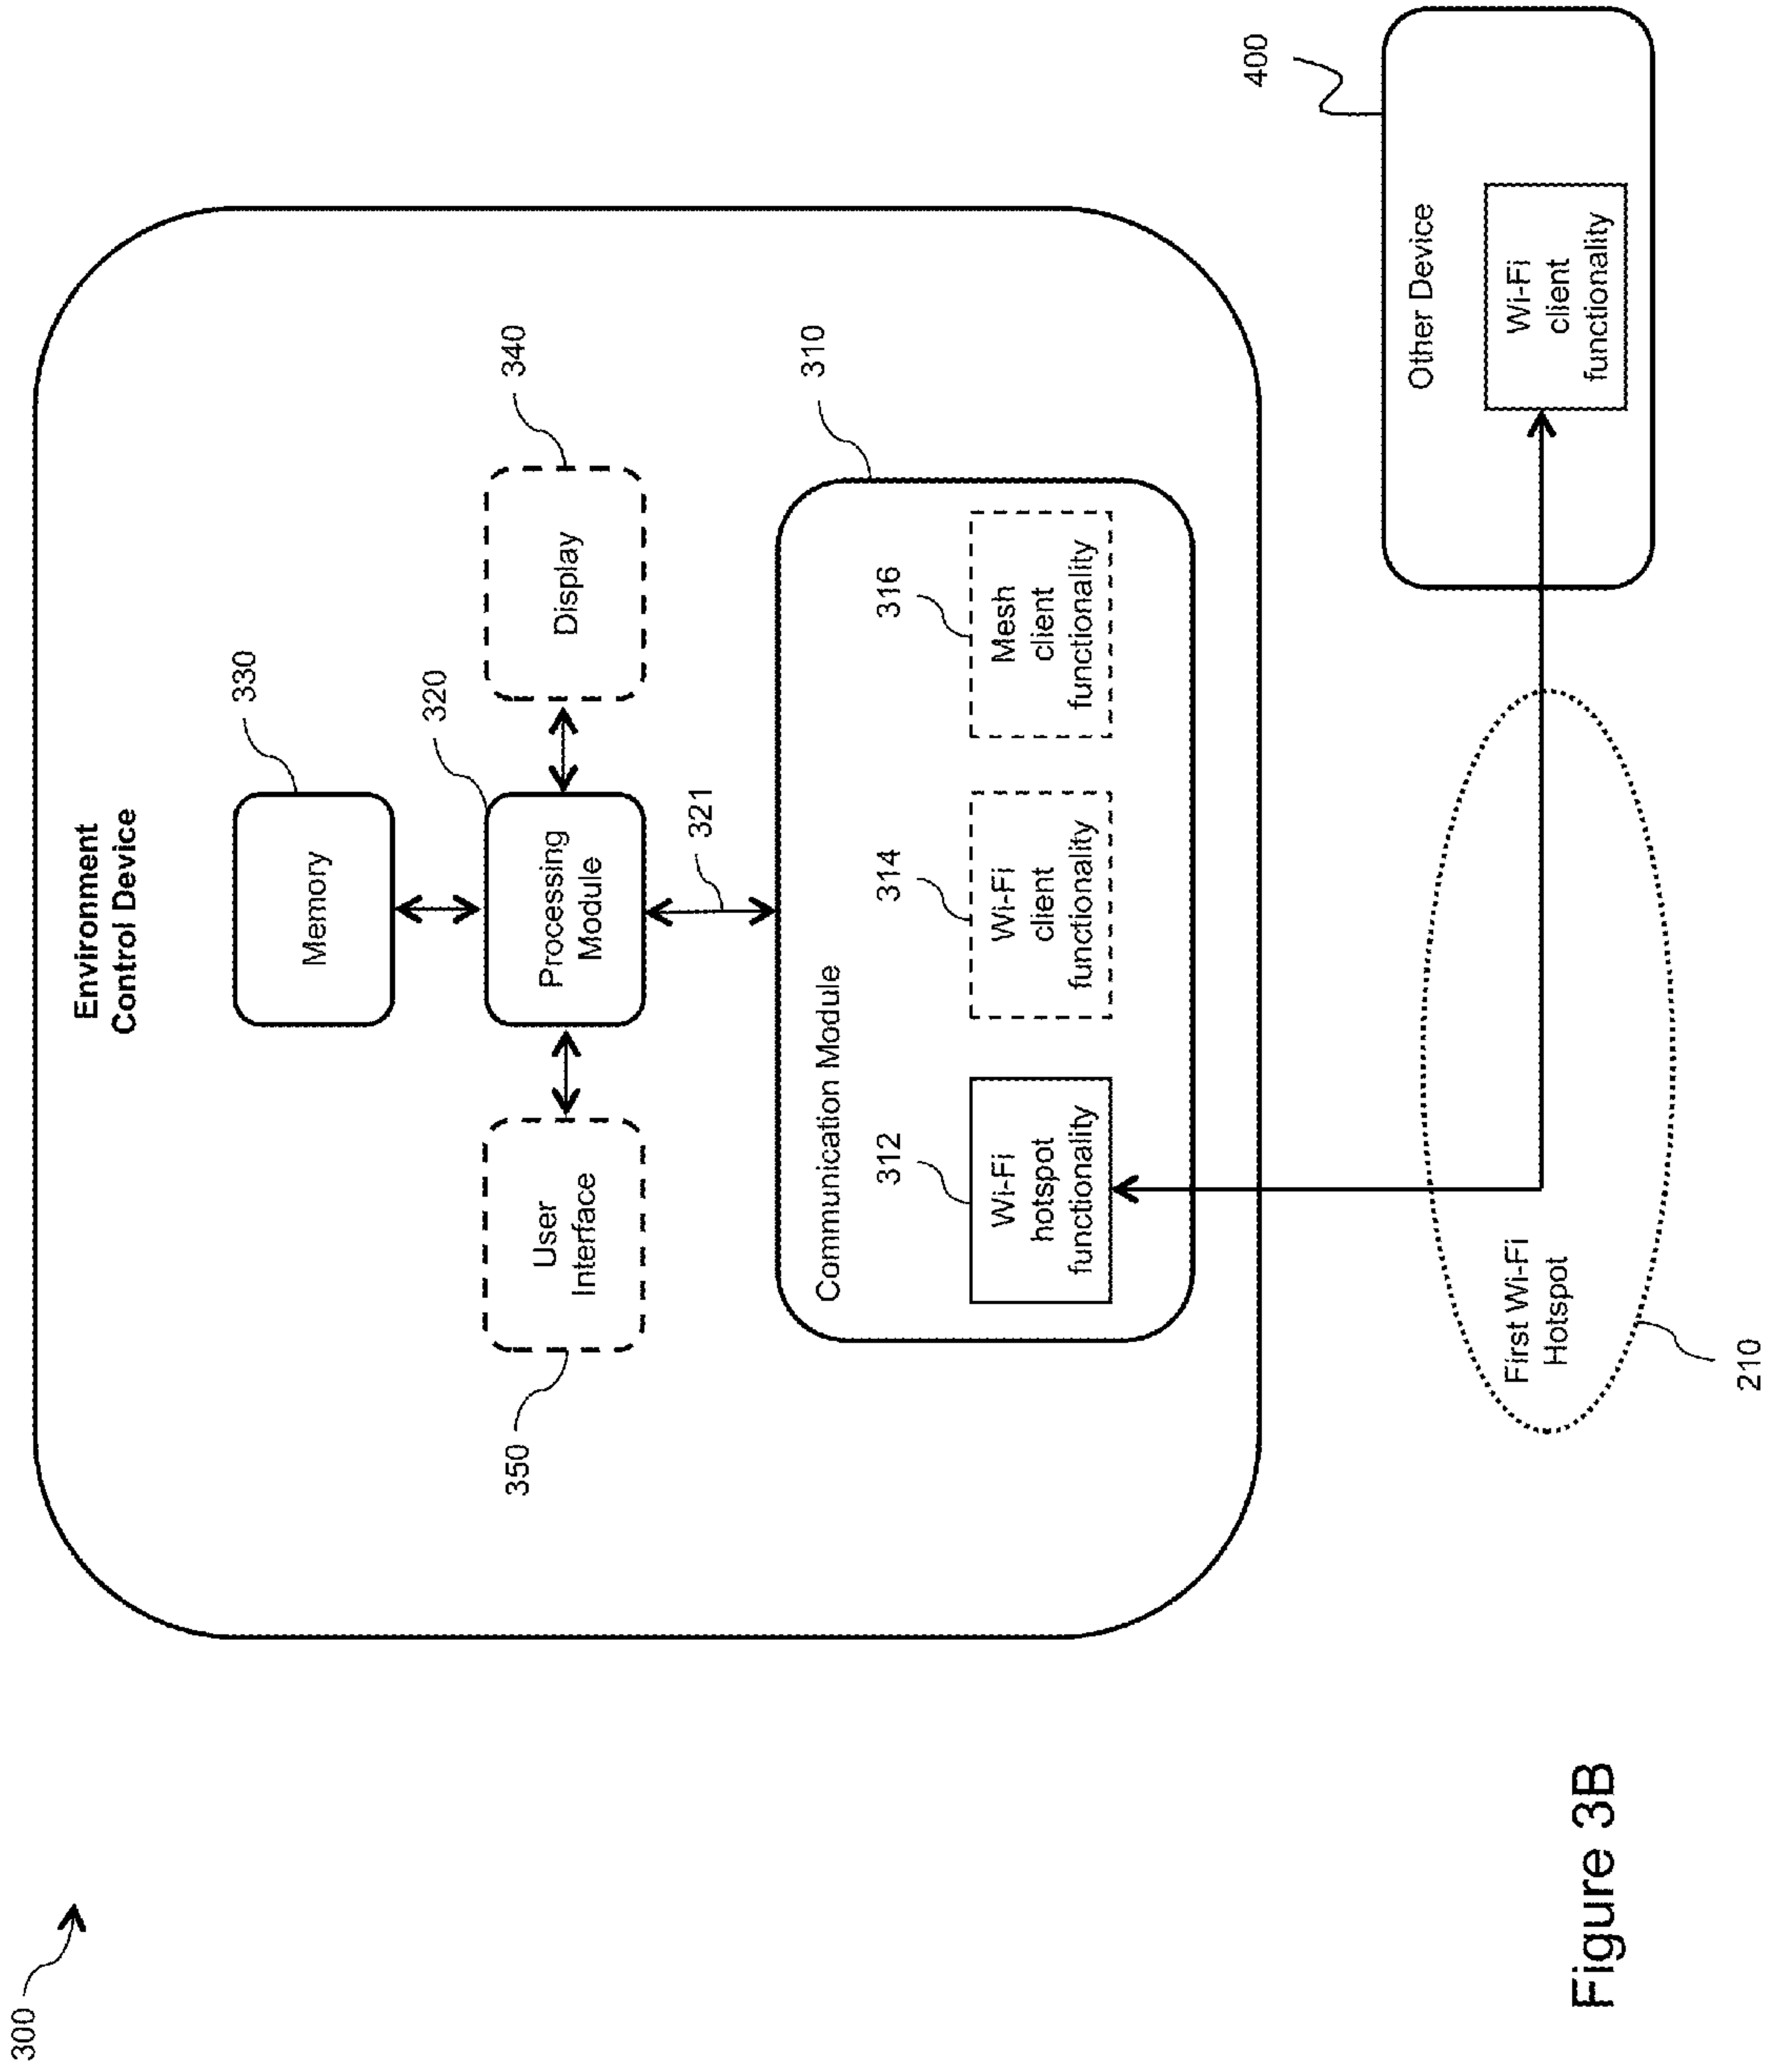 300
Environment
Control Device
Memory
330
350
User
Interface
Processing
Module
320
Display
340
321
310
Communication Module
312
Wi-Fi
hotspot
functionality
314
Wi-Fi
client
functionality
316
Mesh
client
functionality
400
Other Device
Wi-Fi
client
functionality
First Wi-Fi
Hotspot
210
Figure 3B